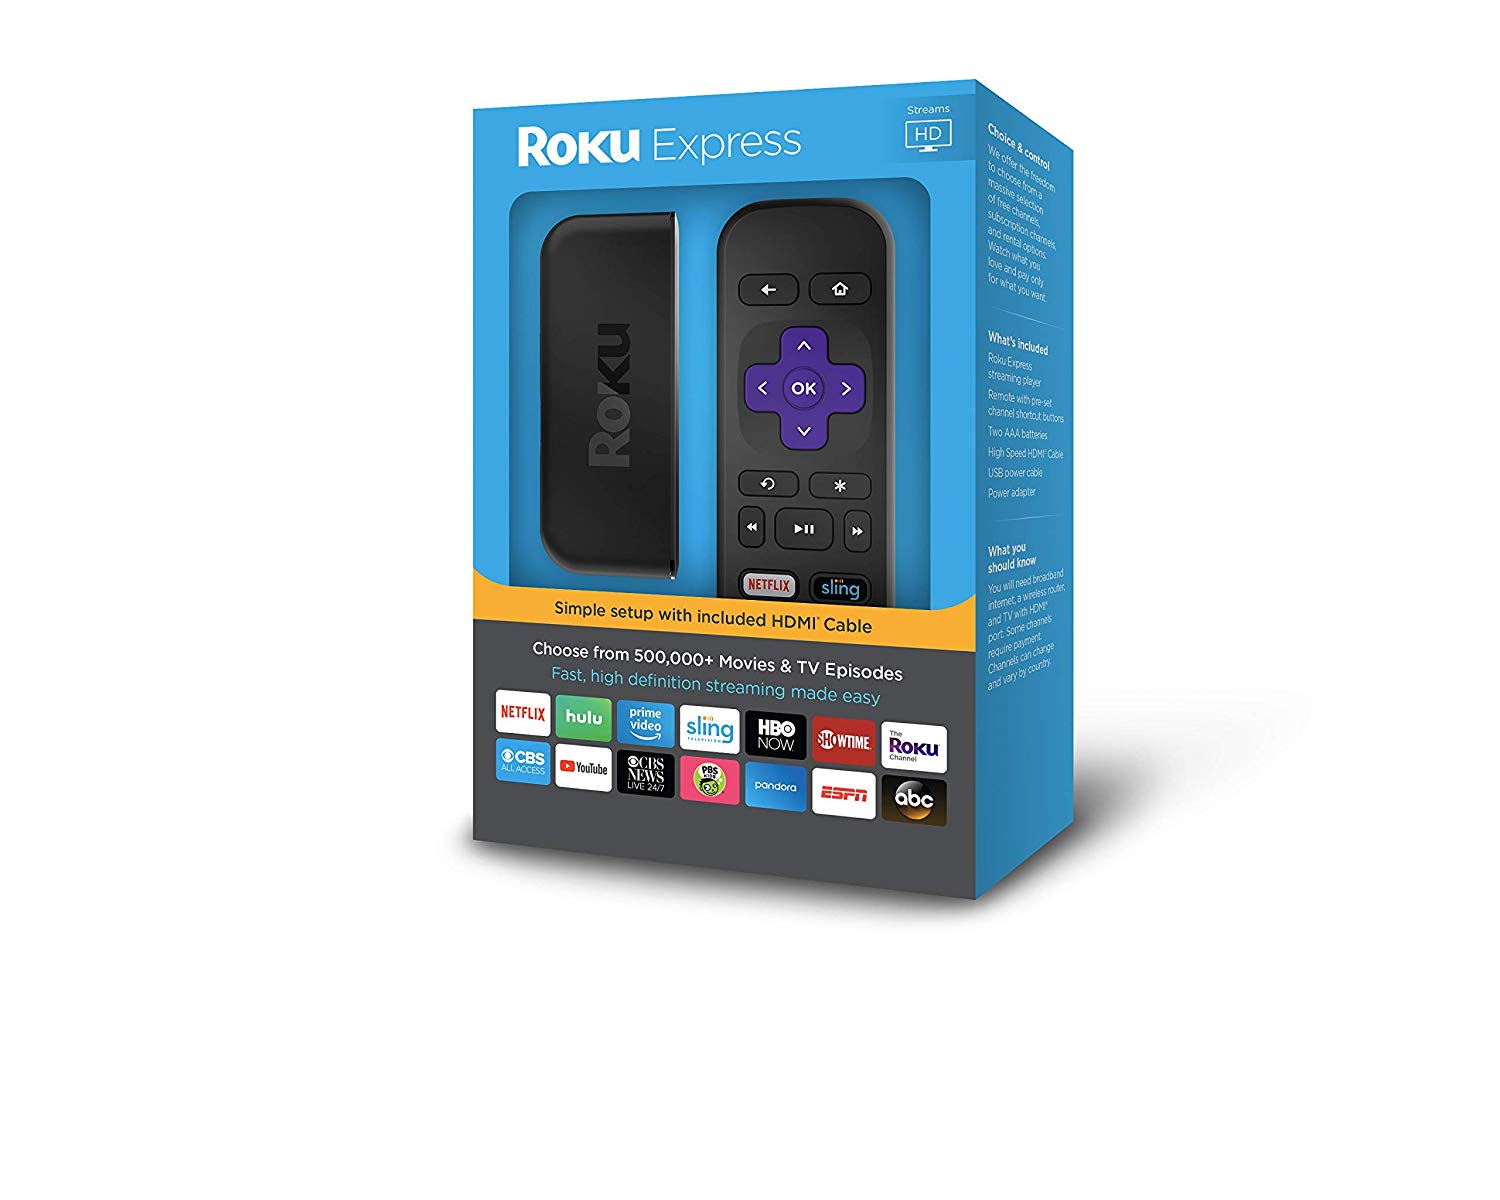 Roku Express
Streams
HD
Roku
OK
NETFLIX
sling
Simple setup with included HDMI® Cable
Choose from 500,000+ Movies & TV Episodes
Fast, high definition streaming made easy
NETFLIX
hulu
prime
video
sling
TELEVISION
HBO
NOW
SHOWTIME
The
Roku
Channel
CBS
ALL ACCESS
YouTube
CBS
NEWS
LIVE 24/7
PBS
KIDS
pandora
ESPN
abc
Choice & control
We offer the freedom
to choose from a
massive selection
of free channels,
subscription channels,
and rental options.
Watch what you
love and pay only
for what you want.
What's included
Roku Express
streaming player
Remote with pre-set
channel shortcut buttons
Two AAA batteries
High Speed HDMI® Cable
USB power cable
Power adapter
What you
should know
You will need broadband
internet, a wireless router,
and TV with HDMI®
port. Some channels
require payment.
Channels can change
and vary by country.